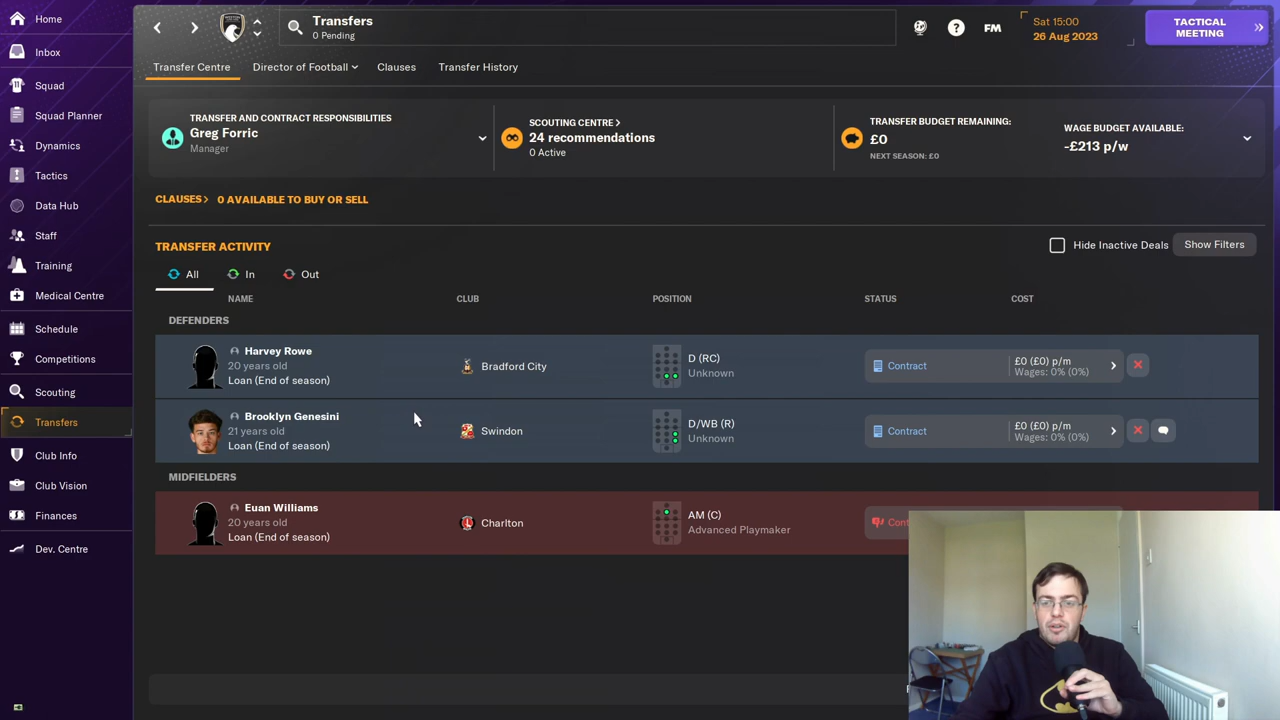 Home
Inbox
Squad
Squad Planner
Dynamics
Tactics
Data Hub
Staff
Training
Medical Centre
Schedule
Competitions
Scouting
Transfers
Club Info
Club Vision
Finances
Dev. Centre
Transfers
0 Pending
FM
Sat 15:00
26 Aug 2023
TACTICAL
MEETING
Transfer Centre
Director of Football
Clauses
Transfer History
TRANSFER AND CONTRACT RESPONSIBILITIES
Greg Forric
Manager
SCOUTING CENTRE >
24 recommendations
0 Active
TRANSFER BUDGET REMAINING:
£0
NEXT SEASON: £0
WAGE BUDGET AVAILABLE:
-£213 p/w
CLAUSES > 0 AVAILABLE TO BUY OR SELL
TRANSFER ACTIVITY
Hide Inactive Deals
Show Filters
All
In
Out
NAME CLUB POSITION STATUS COST
DEFENDERS
Harvey Rowe
20 years old
Loan (End of season)
Bradford City
D (RC)
Unknown
Contract
£0 (£0) p/m
Wages: 0% (0%)
Brooklyn Genesini
21 years old
Loan (End of season)
Swindon
D/WB (R)
Unknown
Contract
£0 (£0) p/m
Wages: 0% (0%)
MIDFIELDERS
Euan Williams
20 years old
Loan (End of season)
Charlton
AM (C)
Advanced Playmaker